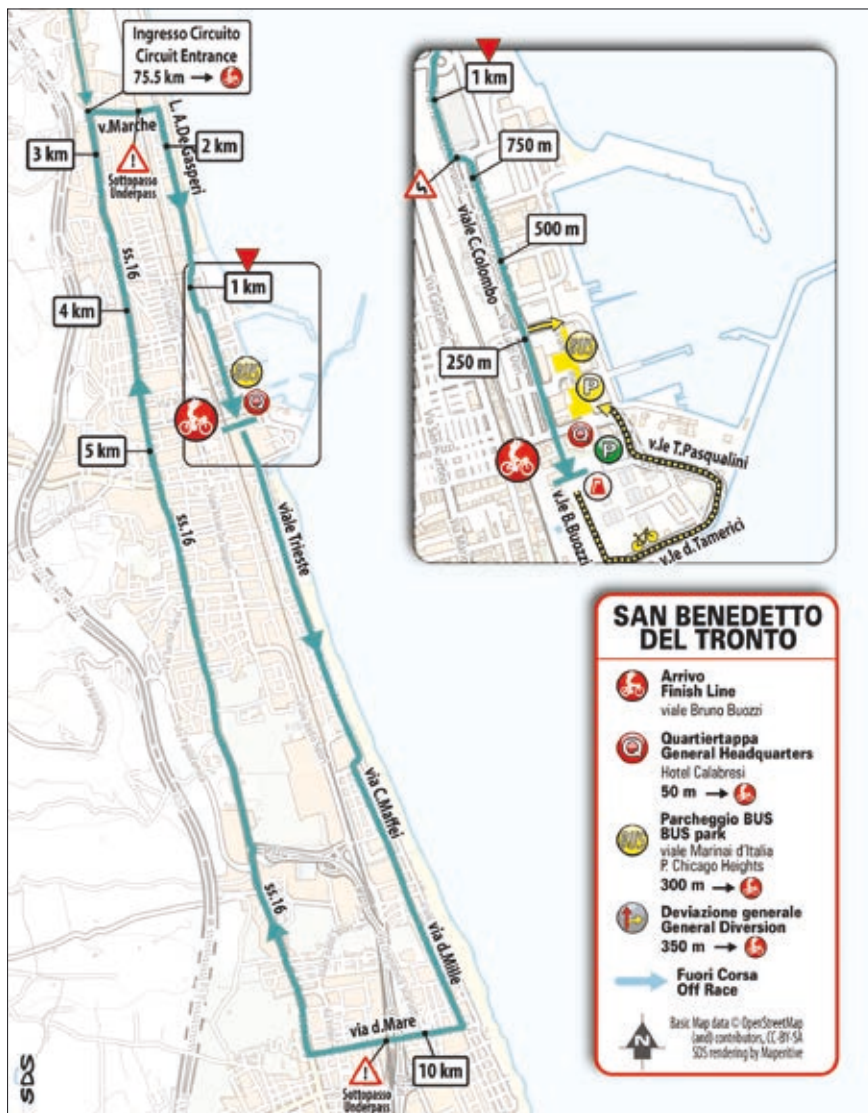 Ingresso Circuito
Circuit Entrance
75.5 km
v.Marche
L. A.De Gasperi
3 km
2 km
Sottopasso
Underpass
ss.16
4 km
1 km
BUS
Q
5 km
ss.16
viale Trieste
via C.Maffei
ss.16
via d.Mille
via d.Mare
10 km
Sottopasso
Underpass
SDS
1 km
750 m
viale C.Colombo
500 m
250 m
BUS
P
Q
P
v.le T.Pasqualini
v.le B.Buozzi
v.le d.Tamerici
SAN BENEDETTO
DEL TRONTO
Arrivo
Finish Line
viale Bruno Buozzi
Quartiertappa
General Headquarters
Hotel Calabresi
50 m
Parcheggio BUS
BUS park
viale Marinai d'Italia
P. Chicago Heights
300 m
Deviazione generale
General Diversion
350 m
Fuori Corsa
Off Race
N
Basic Map data © OpenStreetMap
(and) contributors, CC-BY-SA
SDS rendering by Maperitive